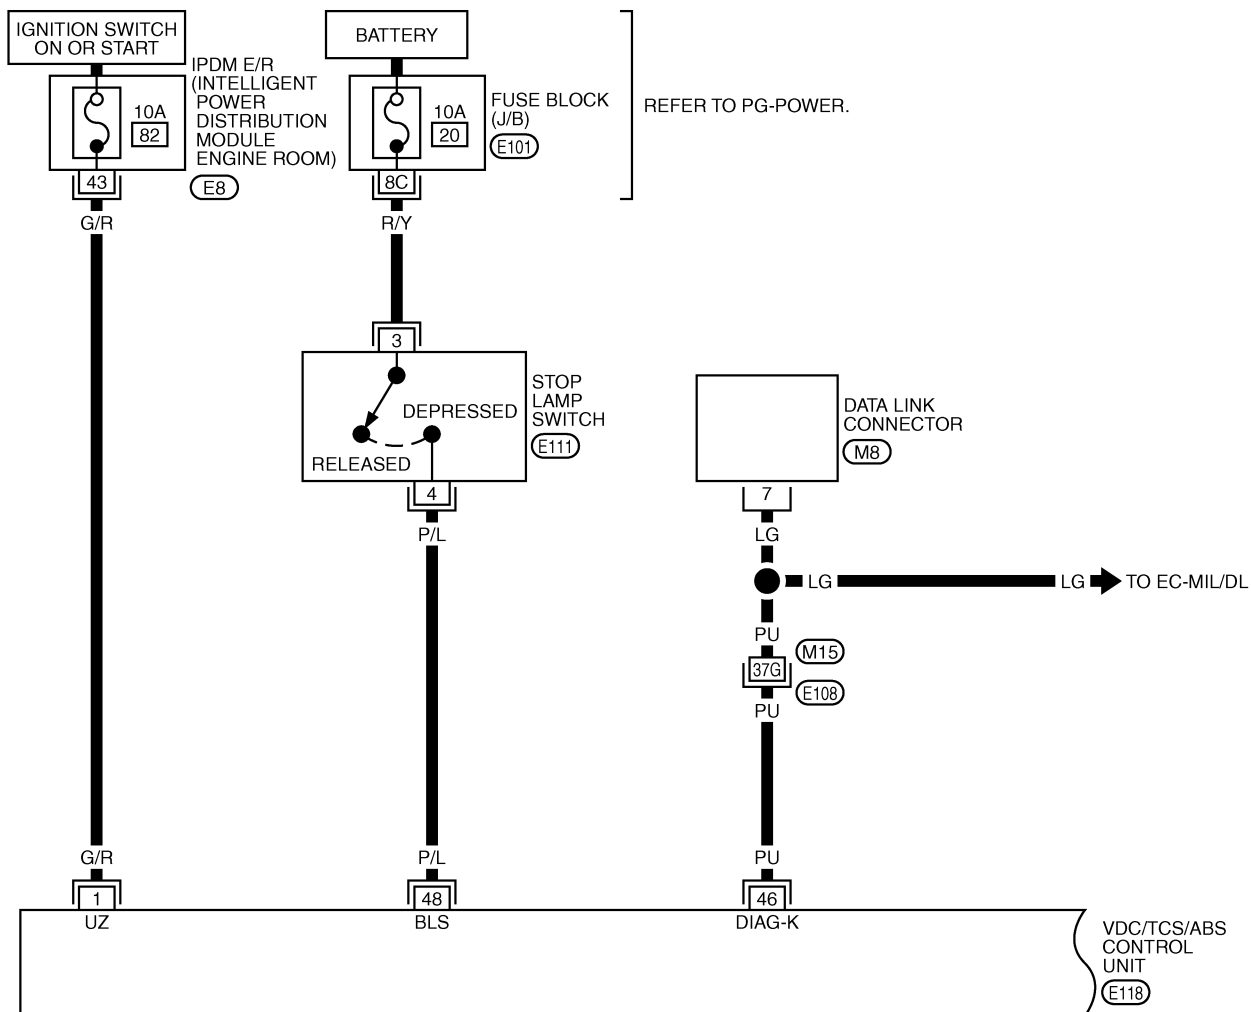 IGNITION SWITCH
ON OR START
BATTERY
IPDM E/R
(INTELLIGENT
POWER
DISTRIBUTION
MODULE
ENGINE ROOM)
E8
10A
82
43
G/R
10A
20
FUSE BLOCK
(J/B)
E101
8C
R/Y
REFER TO PG-POWER.
3
DEPRESSED
RELEASED
STOP
LAMP
SWITCH
E111
4
P/L
DATA LINK
CONNECTOR
M8
7
LG
LG
LG
TO EC-MIL/DL
PU
M15
37G
E108
PU
G/R
P/L
PU
1
48
46
UZ
BLS
DIAG-K
VDC/TCS/ABS
CONTROL
UNIT
E118